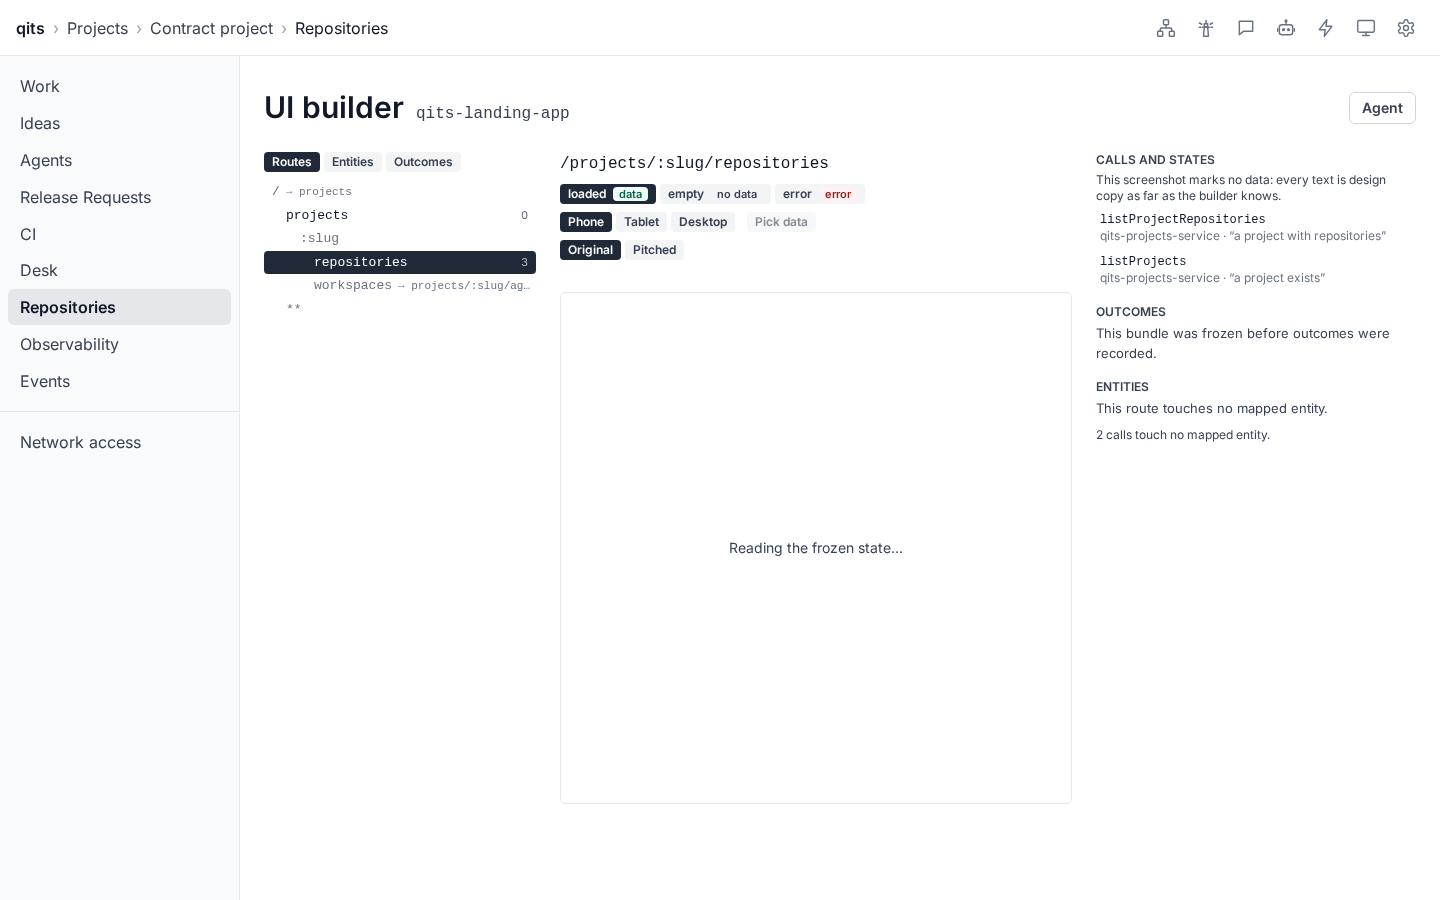 qits › Projects › Contract project › Repositories
Work
Ideas
Agents
Release Requests
CI
Desk
Repositories
Observability
Events
Network access
UI builder qits-landing-app
Agent
Routes Entities Outcomes
/ → projects
projects 0
:slug
repositories 3
workspaces → projects/:slug/ag…
**
/projects/:slug/repositories
loaded data empty no data error error
Phone Tablet Desktop Pick data
Original Pitched
Reading the frozen state…
CALLS AND STATES
This screenshot marks no data: every text is design
copy as far as the builder knows.
listProjectRepositories
qits-projects-service · “a project with repositories”
listProjects
qits-projects-service · “a project exists”
OUTCOMES
This bundle was frozen before outcomes were
recorded.
ENTITIES
This route touches no mapped entity.
2 calls touch no mapped entity.